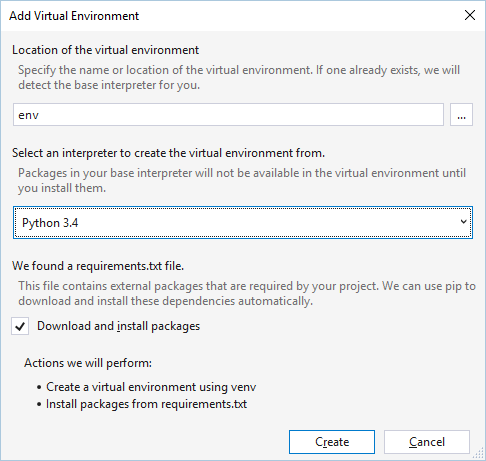 Add Virtual Environment
Location of the virtual environment
Specify the name or location of the virtual environment. If one already exists, we will
detect the base interpreter for you.
env
...
Select an interpreter to create the virtual environment from.
Packages in your base interpreter will not be available in the virtual environment until
you install them.
Python 3.4
We found a requirements.txt file.
This file contains external packages that are required by your project. We can use pip to
download and install these dependencies automatically.
Download and install packages
Actions we will perform:
• Create a virtual environment using venv
• Install packages from requirements.txt
Create Cancel